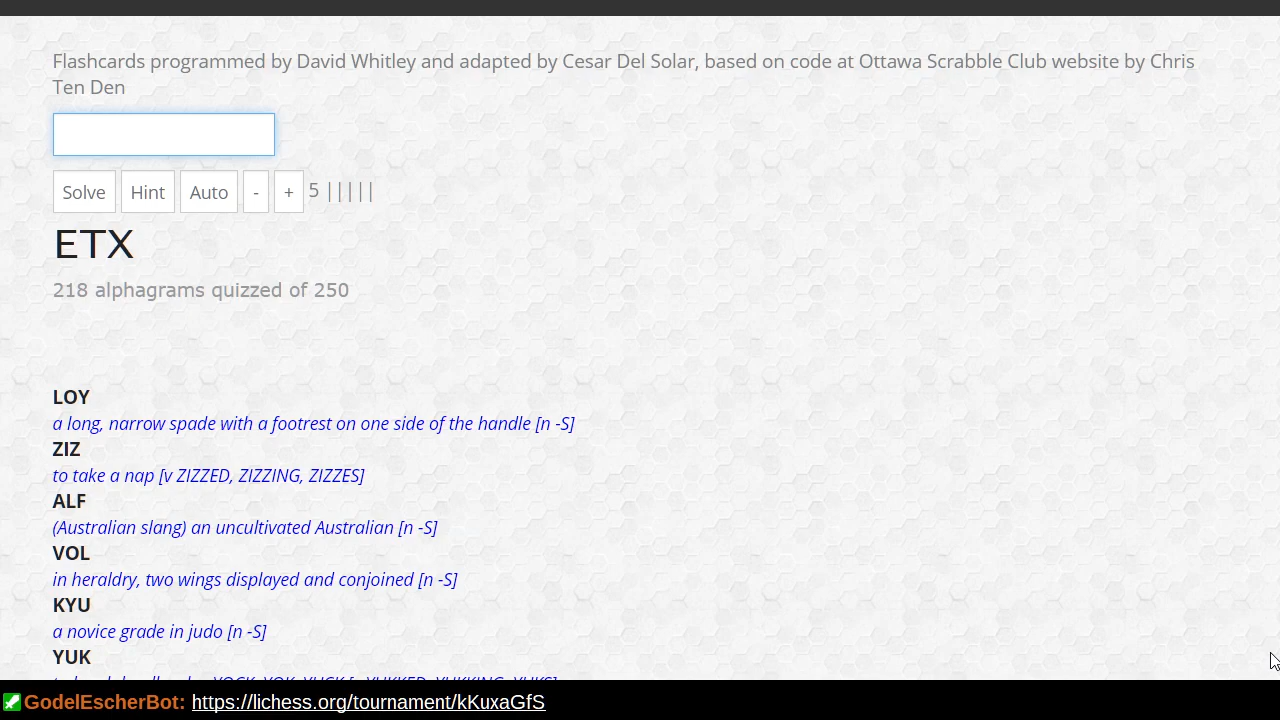 Flashcards programmed by David Whitley and adapted by Cesar Del Solar, based on code at Ottawa Scrabble Club website by Chris
Ten Den
Solve Hint Auto - + 5 |||||
ETX
218 alphagrams quizzed of 250
LOY
a long, narrow spade with a footrest on one side of the handle [n -S]
ZIZ
to take a nap [v ZIZZED, ZIZZING, ZIZZES]
ALF
(Australian slang) an uncultivated Australian [n -S]
VOL
in heraldry, two wings displayed and conjoined [n -S]
KYU
a novice grade in judo [n -S]
YUK
GodelEscherBot: https://lichess.org/tournament/kKuxaGfS